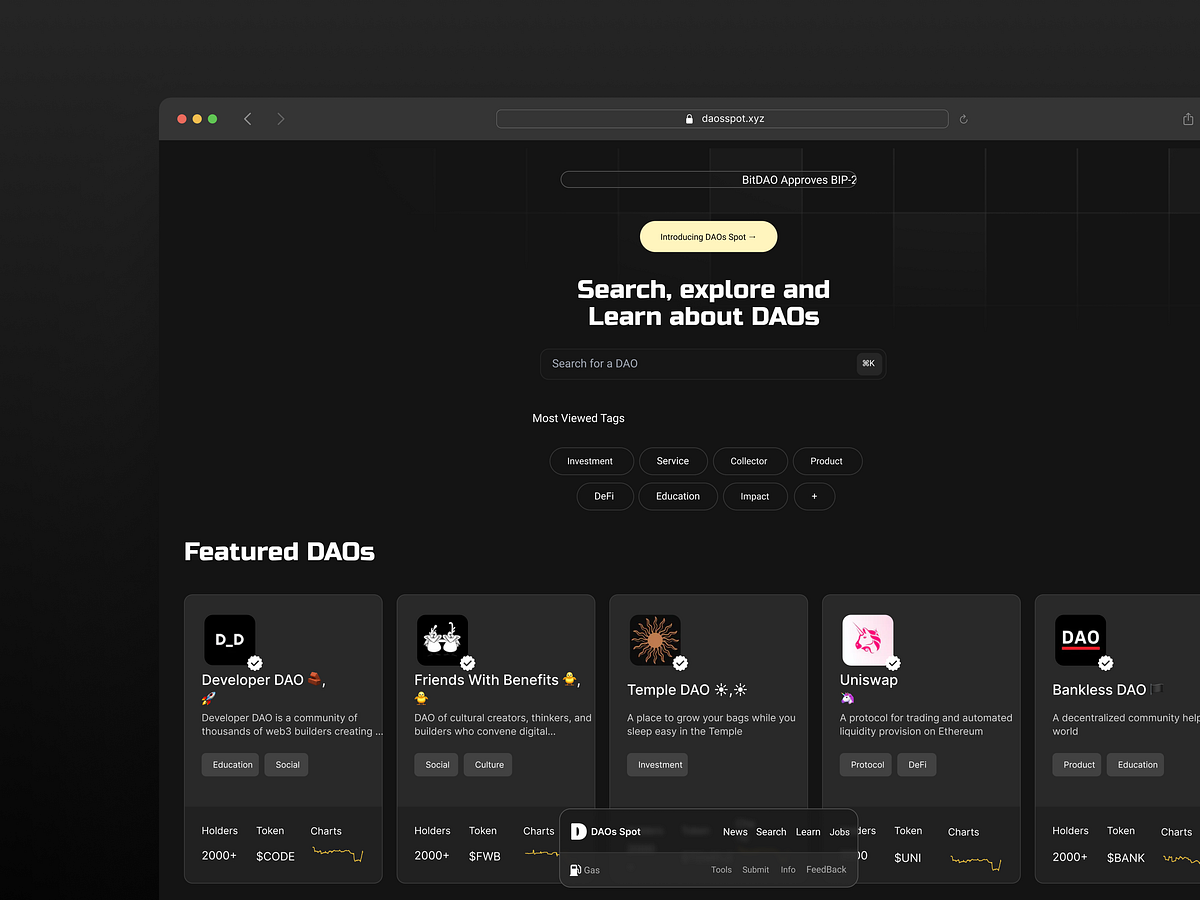 daosspot.xyz
BitDAO Approves BIP-2
Introducing DAOs Spot →
Search, explore and
Learn about DAOs
Search for a DAO
⌘K
Most Viewed Tags
Investment
Service
Collector
Product
DeFi
Education
Impact
+
Featured DAOs
D_D
Developer DAO
Developer DAO is a community of
thousands of web3 builders creating ...
Education
Social
Holders
Token
Charts
2000+
$CODE
Friends With Benefits
DAO of cultural creators, thinkers, and
builders who convene digital...
Social
Culture
Holders
Token
Charts
2000+
$FWB
Temple DAO
A place to grow your bags while you
sleep easy in the Temple
Investment
Uniswap
A protocol for trading and automated
liquidity provision on Ethereum
Protocol
DeFi
ders
Token
Charts
00
$UNI
DAO
Bankless DAO
A decentralized community help
world
Product
Education
Holders
Token
Charts
2000+
$BANK
D DAOs Spot
News
Search
Learn
Jobs
Gas
Tools
Submit
Info
FeedBack